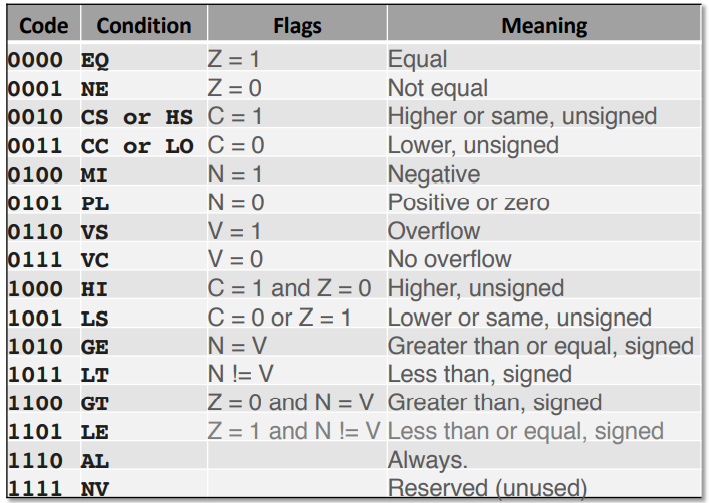 Code Condition Flags Meaning
0000 EQ Z = 1 Equal
0001 NE Z = 0 Not equal
0010 CS or HS C = 1 Higher or same, unsigned
0011 CC or LO C = 0 Lower, unsigned
0100 MI N = 1 Negative
0101 PL N = 0 Positive or zero
0110 VS V = 1 Overflow
0111 VC V = 0 No overflow
1000 HI C = 1 and Z = 0 Higher, unsigned
1001 LS C = 0 or Z = 1 Lower or same, unsigned
1010 GE N = V Greater than or equal, signed
1011 LT N != V Less than, signed
1100 GT Z = 0 and N = V Greater than, signed
1101 LE Z = 1 and N != V Less than or equal, signed
1110 AL Always.
1111 NV Reserved (unused)